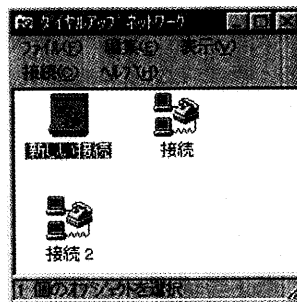 ダイヤルアップ ネットワーク
ファイル(F) 編集(E) 表示(V)
接続(C) ヘルプ(H)
新しい接続 接続
接続 2
1 個のオブジェクトを選択